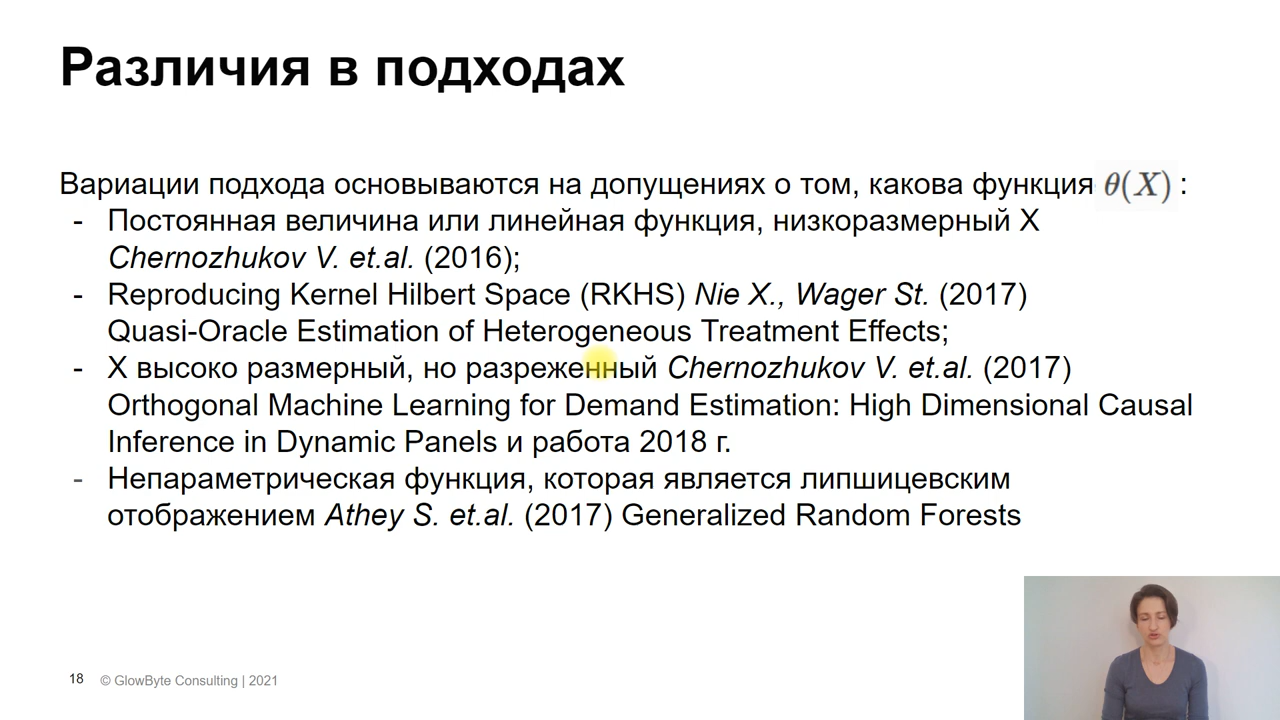 Различия в подходах
Вариации подхода основываются на допущениях о том, какова функция θ(X) :
- Постоянная величина или линейная функция, низкоразмерный X
Chernozhukov V. et.al. (2016);
- Reproducing Kernel Hilbert Space (RKHS) Nie X., Wager St. (2017)
Quasi-Oracle Estimation of Heterogeneous Treatment Effects;
- X высоко размерный, но разреженный Chernozhukov V. et.al. (2017)
Orthogonal Machine Learning for Demand Estimation: High Dimensional Causal
Inference in Dynamic Panels и работа 2018 г.
- Непараметрическая функция, которая является липшицевским
отображением Athey S. et.al. (2017) Generalized Random Forests
18 © GlowByte Consulting | 2021